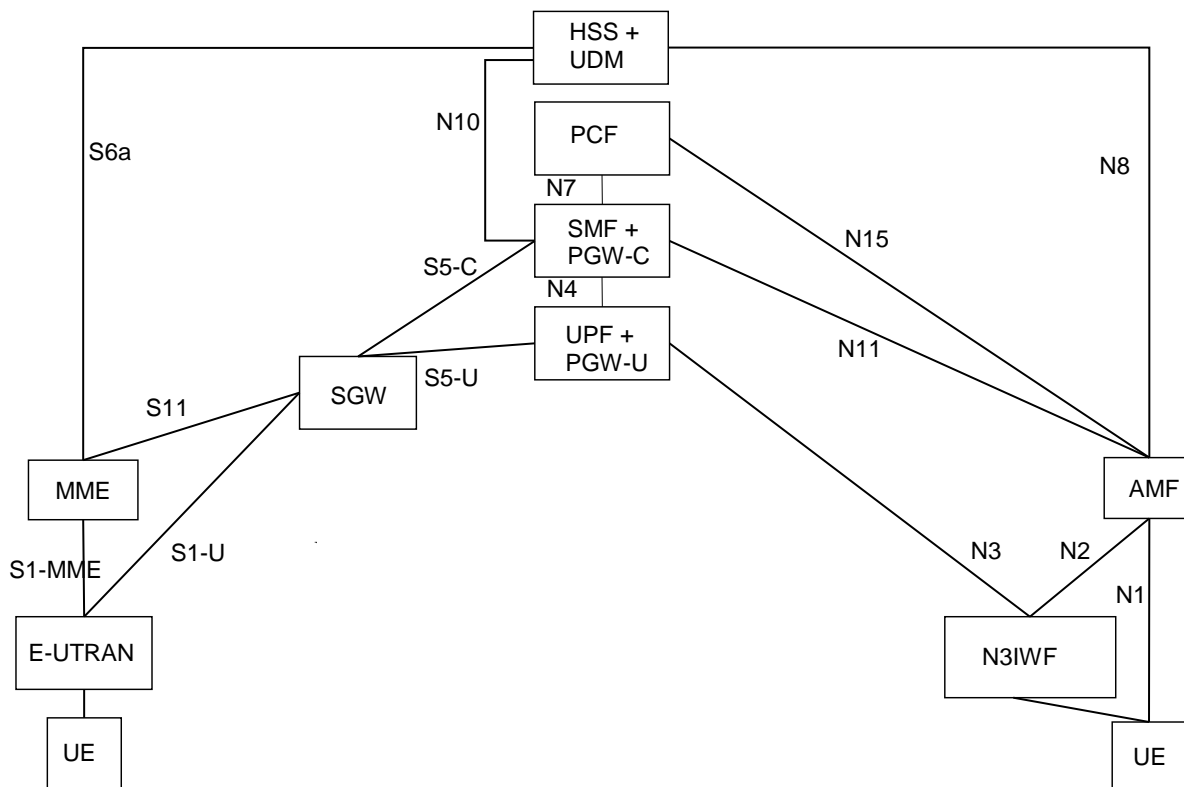 HSS +
UDM
N10
PCF
S6a
N8
N7
SMF +
PGW-C
N15
S5-C
N4
UPF +
PGW-U
N11
S5-U
SGW
S11
MME
AMF
S1-U
N3
N2
S1-MME
N1
E-UTRAN
N3IWF
UE
UE